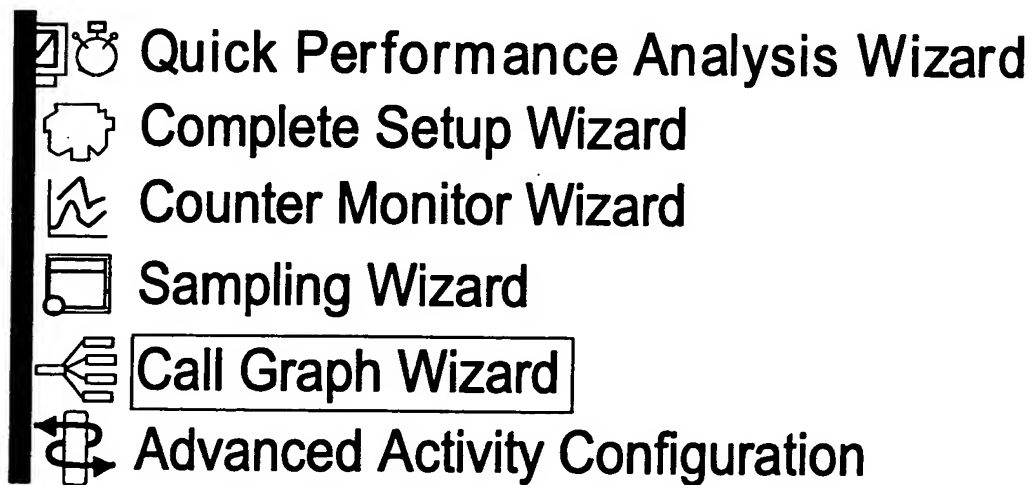 Quick Performance Analysis Wizard
Complete Setup Wizard
Counter Monitor Wizard
Sampling Wizard
Call Graph Wizard
Advanced Activity Configuration